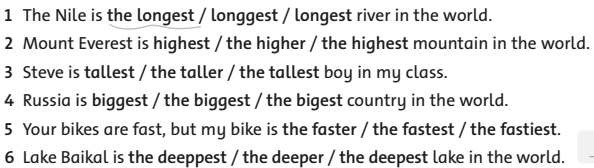 1 The Nile is the longest / longgest / longest river in the world.
2 Mount Everest is highest / the higher / the highest mountain in the world.
3 Steve is tallest / the taller / the tallest boy in my class.
4 Russia is biggest / the biggest / the bigest country in the world.
5 Your bikes are fast, but my bike is the faster / the fastest / the fastiest.
6 Lake Baikal is the deeppest / the deeper / the deepest lake in the world.